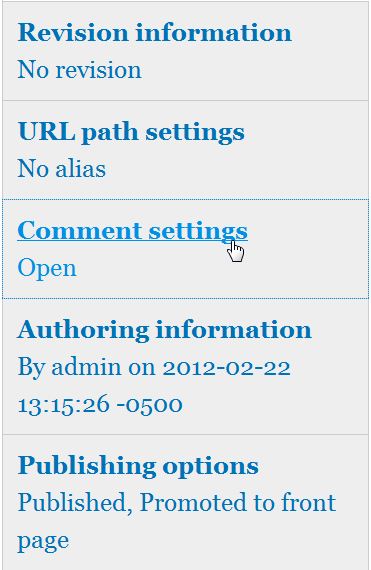 Revision information
No revision
URL path settings
No alias
Comment settings
Open
Authoring information
By admin on 2012-02-22
13:15:26 -0500
Publishing options
Published, Promoted to front
page